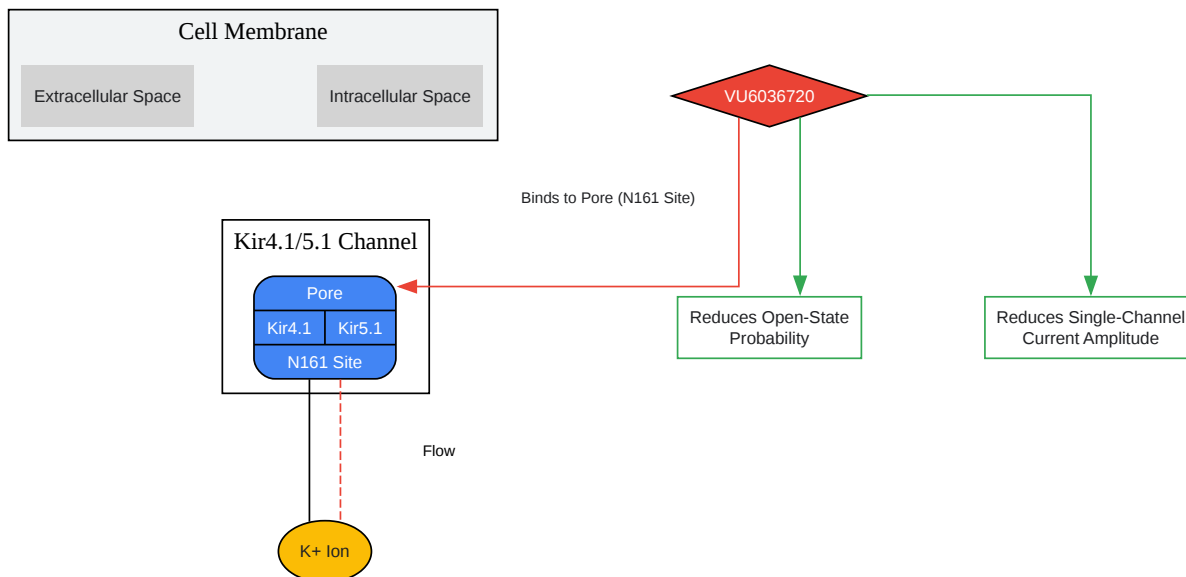 Cell Membrane
Extracellular Space
Intracellular Space
VU6036720
Binds to Pore (N161 Site)
Kir4.1/5.1 Channel
Pore
Kir4.1
Kir5.1
N161 Site
Reduces Open-State
Probability
Reduces Single-Channel
Current Amplitude
Flow
K+ Ion